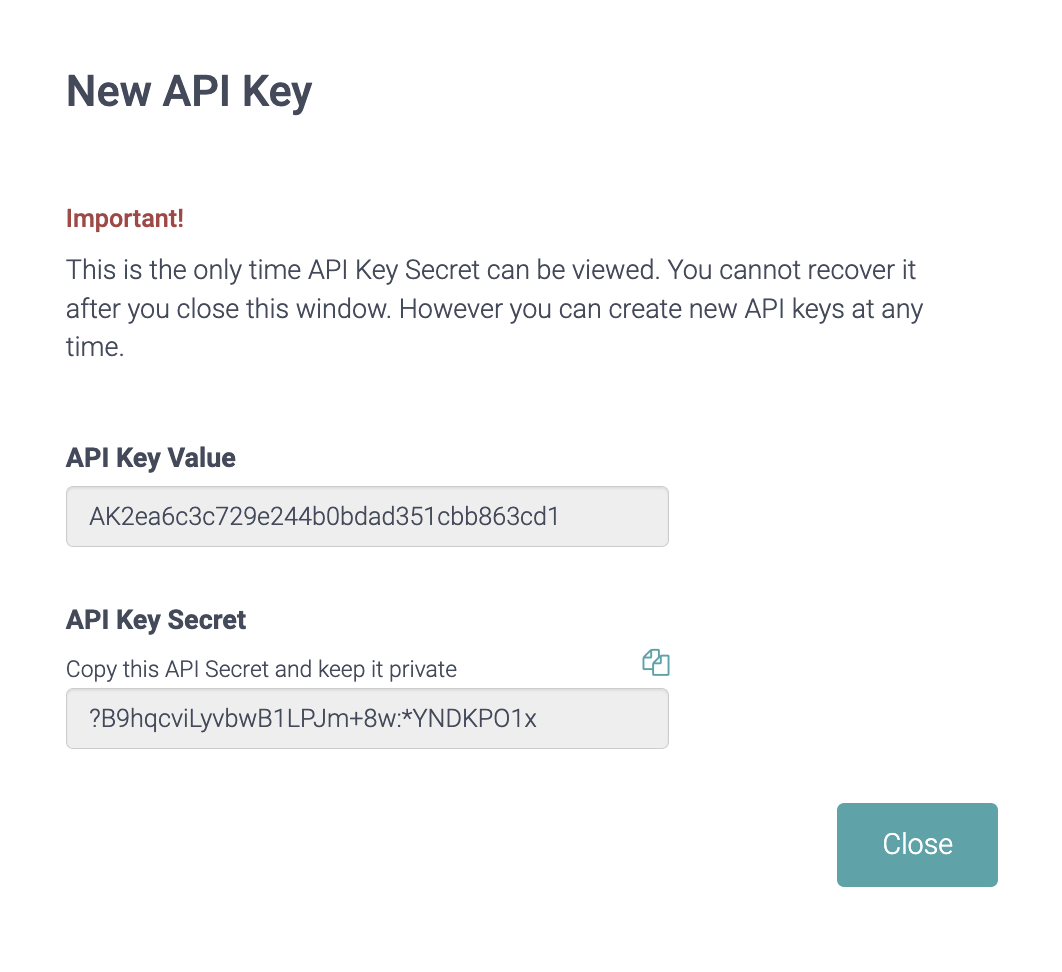 New API Key
Important!
This is the only time API Key Secret can be viewed. You cannot recover it
after you close this window. However you can create new API keys at any
time.
API Key Value
AK2ea6c3c729e244b0bdad351cbb863cd1
API Key Secret
Copy this API Secret and keep it private
?B9hqcviLyvbwB1LPJm+8w:*YNDKPO1x
Close